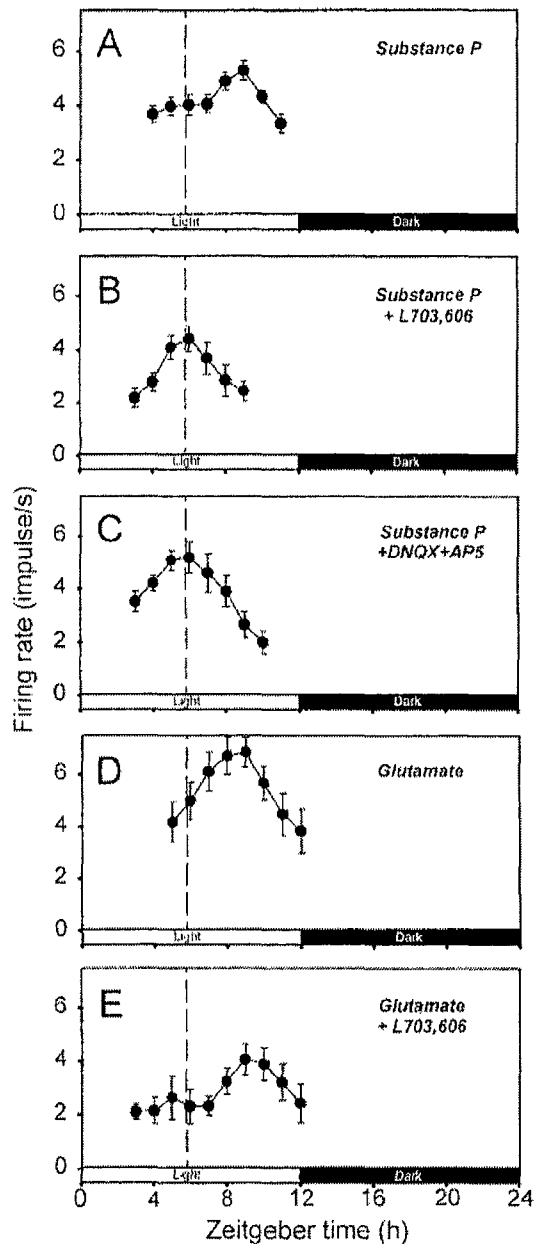 A
Substance P
6
4
2
0
Light
Dark
B
Substance P
+ L703,606
6
4
2
0
Light
Dark
C
Substance P
+DNQX+AP5
6
4
2
0
Light
Dark
D
Glutamate
6
4
2
0
Light
Dark
E
Glutamate
+ L703,606
6
4
2
0
Light
Dark
0 4 8 12 16 20 24
Zeitgeber time (h)
Firing rate (impulse/s)